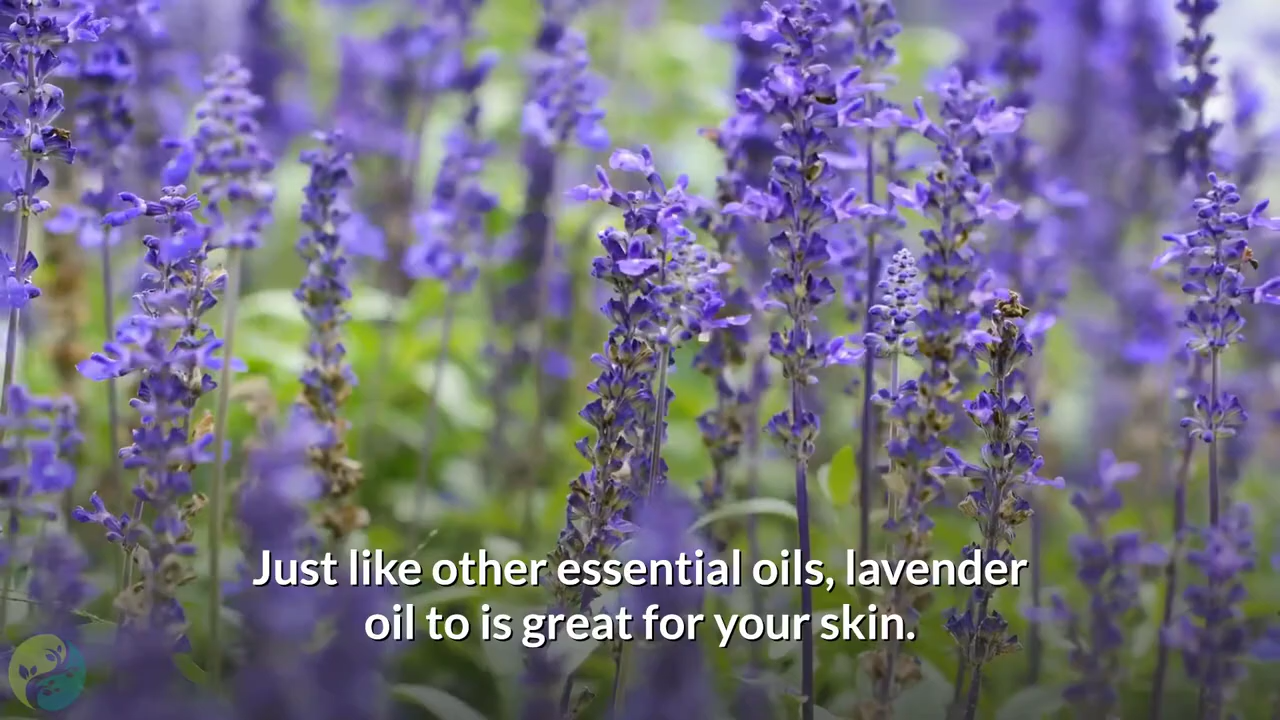 Just like other essential oils, lavender
oil to is great for your skin.